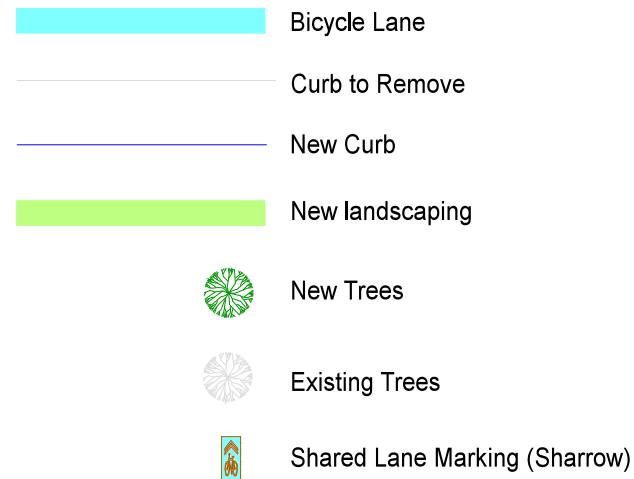 Bicycle Lane
Curb to Remove
New Curb
New landscaping
New Trees
Existing Trees
Shared Lane Marking (Sharrow)